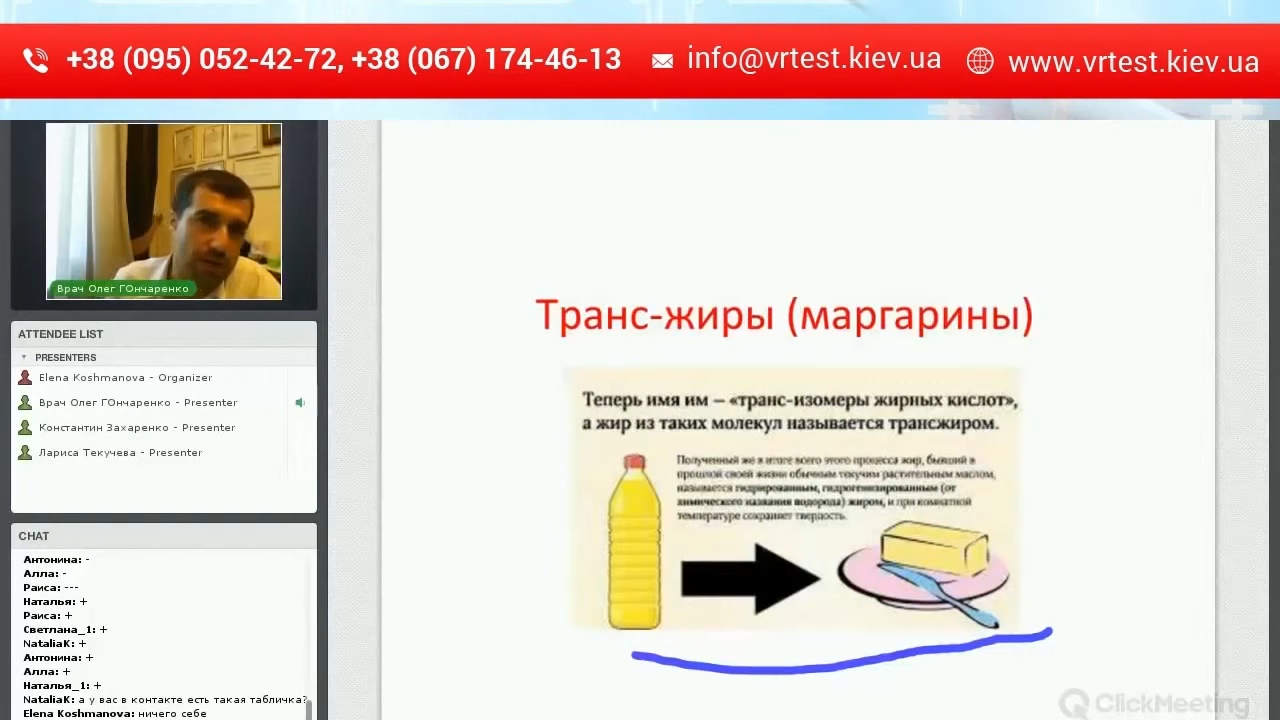 +38 (095) 052-42-72, +38 (067) 174-46-13
info@vrtest.kiev.ua
www.vrtest.kiev.ua
Врач Олег ГОнчаренко
ATTENDEE LIST
PRESENTERS
Elena Koshmanova - Organizer
Врач Олег ГОнчаренко - Presenter
Константин Захаренко - Presenter
Лариса Текучева - Presenter
CHAT
Антонина: -
Алла: -
Раиса: ---
Наталья: +
Раиса: +
Светлана_1: +
NataliaK: +
Антонина: +
Алла: +
Наталья_1: +
NataliaK: а у вас в контакте есть такая табличка?
Elena Koshmanova: ничего себе
Транс-жиры (маргарины)
Теперь имя им – «транс-изомеры жирных кислот»,
а жир из таких молекул называется трансжиром.
Полученный же в итоге всего этого процесса жир, бывший в
прошлой своей жизни обычным текучим растительным маслом,
называется гидрированным, гидрогенизированным (от
химического названия водорода) жиром, и при комнатной
температуре сохраняет твердость.
ClickMeeting